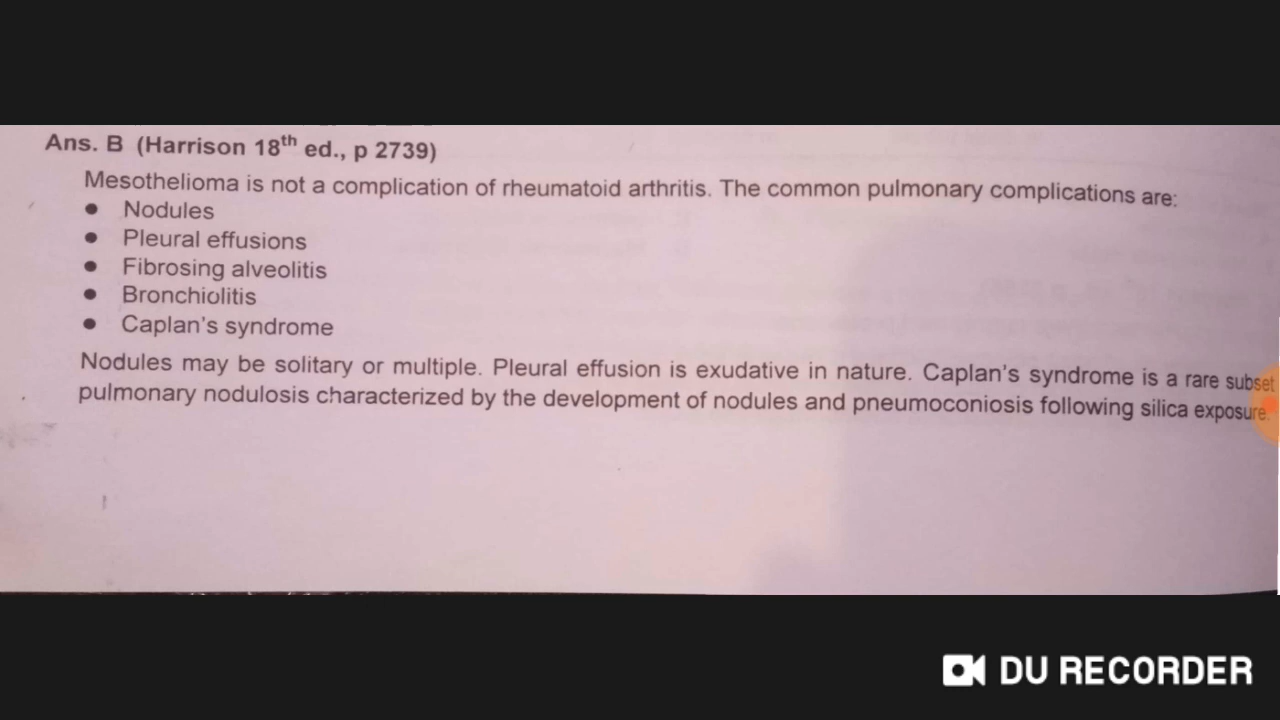 Ans. B (Harrison 18th ed., p 2739)
Mesothelioma is not a complication of rheumatoid arthritis. The common pulmonary complications are:
● Nodules
● Pleural effusions
● Fibrosing alveolitis
● Bronchiolitis
● Caplan's syndrome
Nodules may be solitary or multiple. Pleural effusion is exudative in nature. Caplan's syndrome is a rare subset
pulmonary nodulosis characterized by the development of nodules and pneumoconiosis following silica exposure.
DU RECORDER